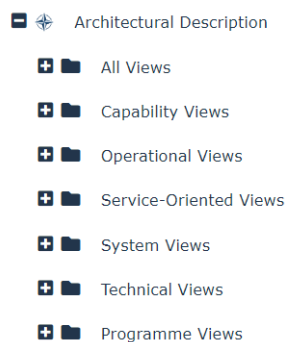 Architectural Description
All Views
Capability Views
Operational Views
Service-Oriented Views
System Views
Technical Views
Programme Views